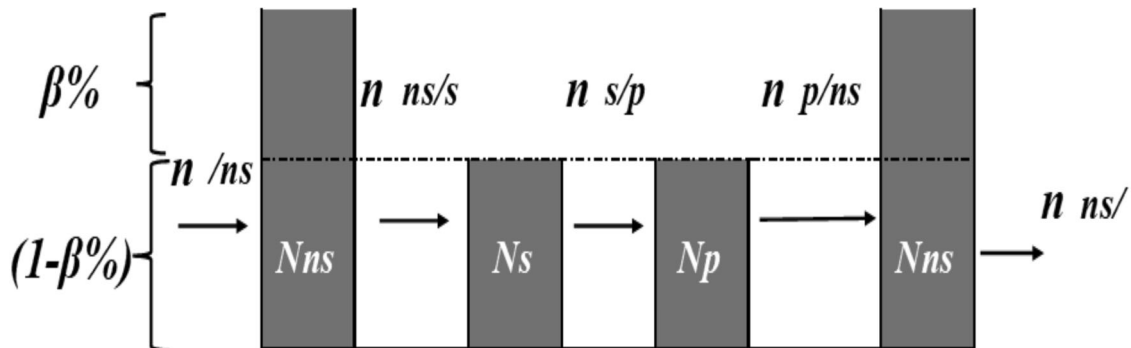 β%
n ns/s
n s/p
n p/ns
n /ns
n ns/
(1-β%)
Nns
Ns
Np
Nns